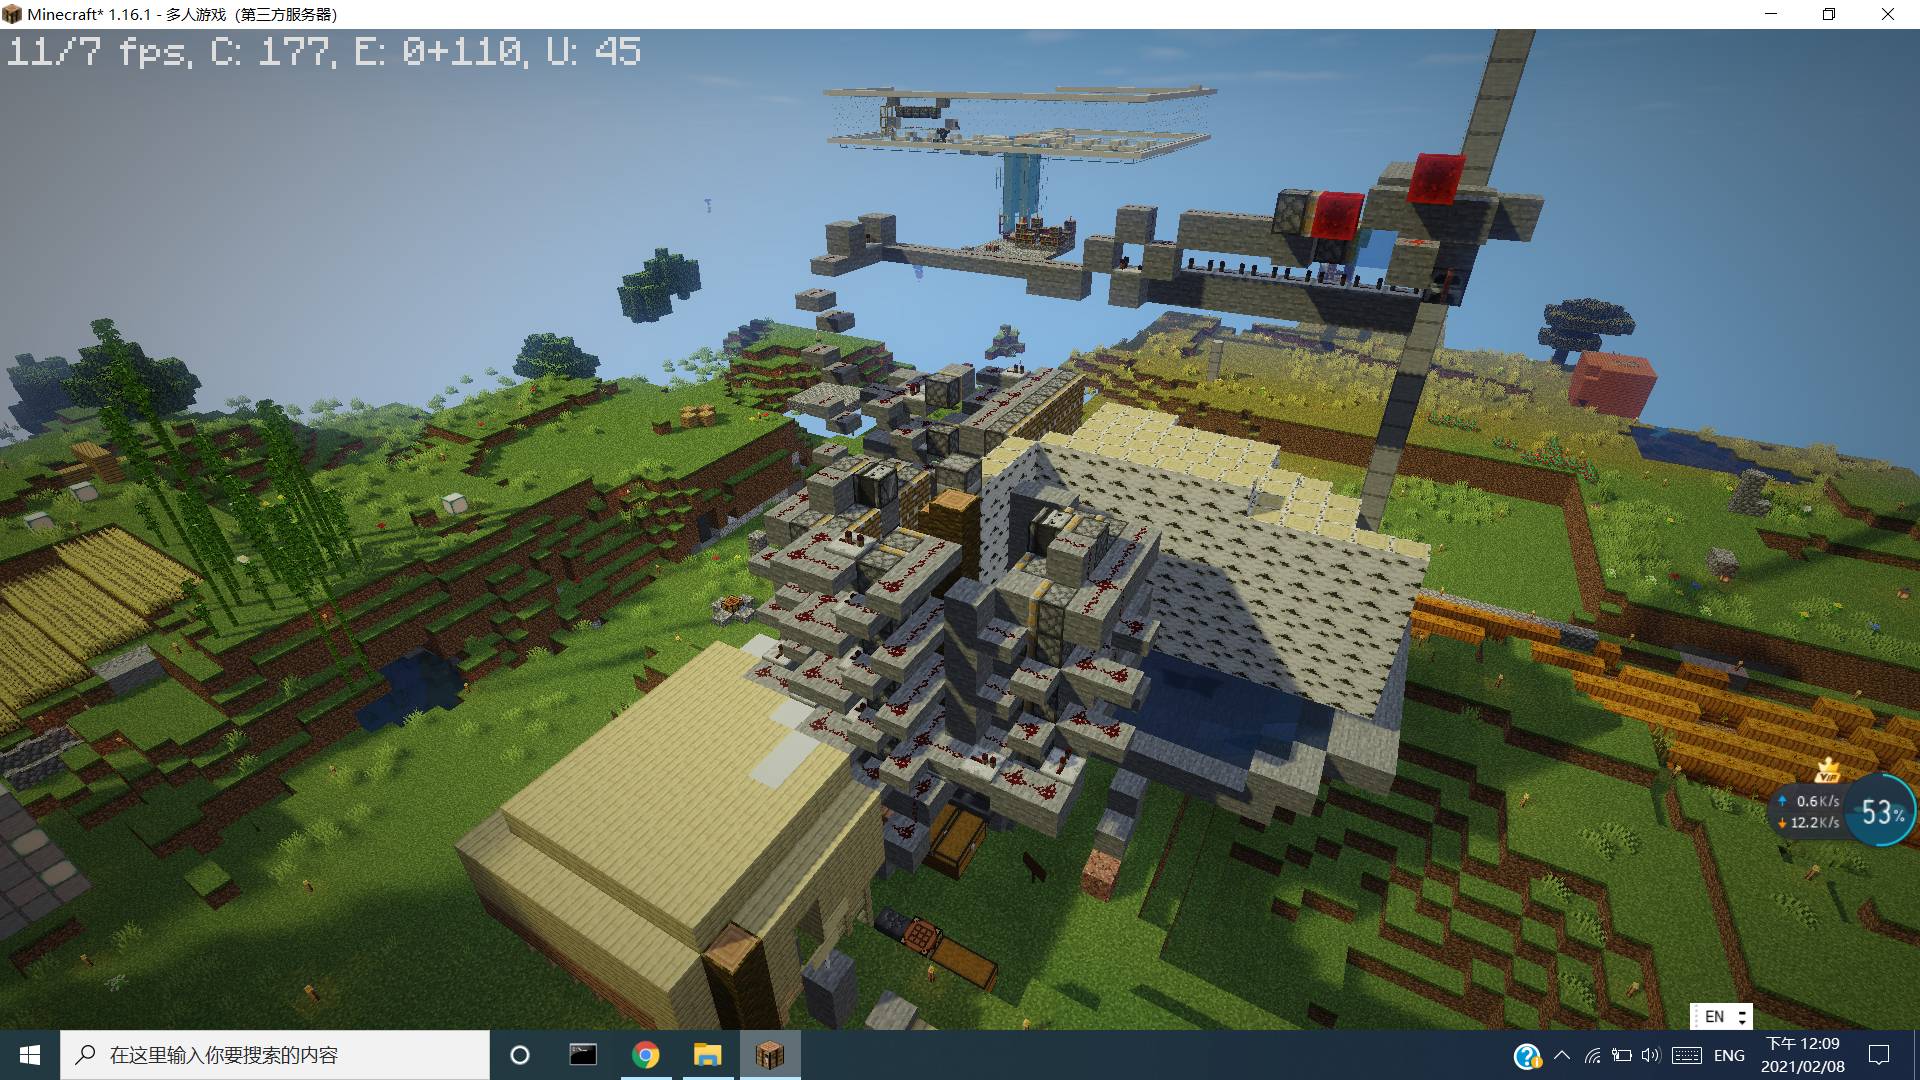 Minecraft* 1.16.1 - 多人游戏（第三方服务器）
11/7 fps, C: 177, E: 0+110, U: 45
VIP
0.6K/s
12.2K/s
53%
EN
在这里输入你要搜索的内容
ENG
下午 12:09
2021/02/08